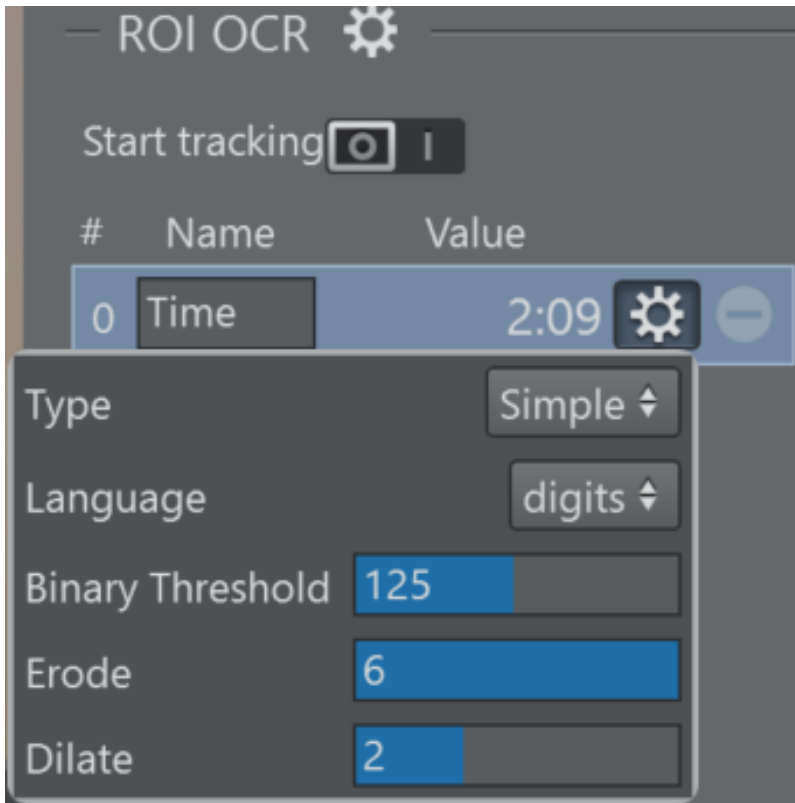 ROI OCR
Start tracking O I
# Name Value
0 Time 2:09
Type Simple
Language digits
Binary Threshold 125
Erode 6
Dilate 2